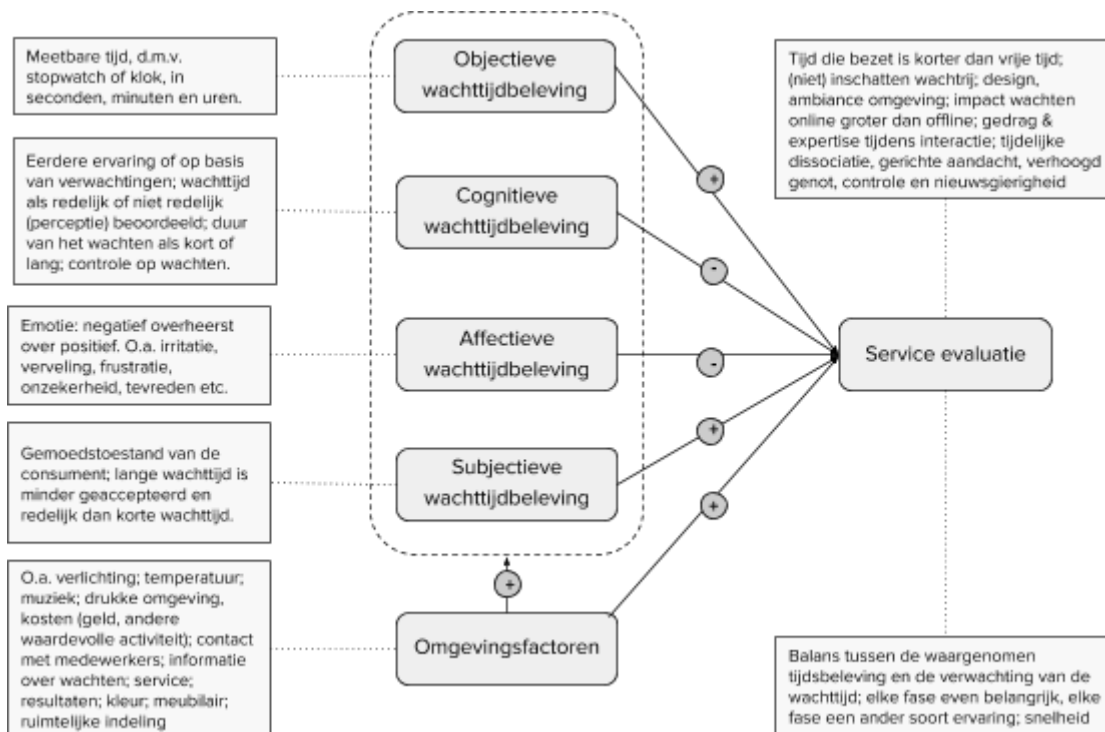 Meetbare tijd, d.m.v.
stopwatch of klok, in
seconden, minuten en uren.
Objectieve
wachttijdbeleving
Tijd die bezet is korter dan vrije tijd;
(niet) inschatten wachtrij; design,
ambiance omgeving; impact wachten
online groter dan offline; gedrag &
expertise tijdens interactie; tijdelijke
dissociatie, gerichte aandacht, verhoogd
genot, controle en nieuwsgierigheid
+
Eerdere ervaring of op basis
van verwachtingen; wachttijd
als redelijk of niet redelijk
(perceptie) beoordeeld; duur
van het wachten als kort of
lang; controle op wachten.
Cognitieve
wachttijdbeleving
-
Emotie: negatief overheerst
over positief. O.a. irritatie,
verveling, frustratie,
onzekerheid, tevreden etc.
Affectieve
wachttijdbeleving
-
Service evaluatie
Gemoedstoestand van de
consument; lange wachttijd is
minder geaccepteerd en
redelijk dan korte wachttijd.
Subjectieve
wachttijdbeleving
+
+
O.a. verlichting; temperatuur;
muziek; drukke omgeving,
kosten (geld, andere
waardevolle activiteit); contact
met medewerkers; informatie
over wachten; service;
resultaten; kleur; meubilair;
ruimtelijke indeling
+
Omgevingsfactoren
Balans tussen de waargenomen
tijdsbeleving en de verwachting van de
wachttijd; elke fase even belangrijk, elke
fase een ander soort ervaring; snelheid